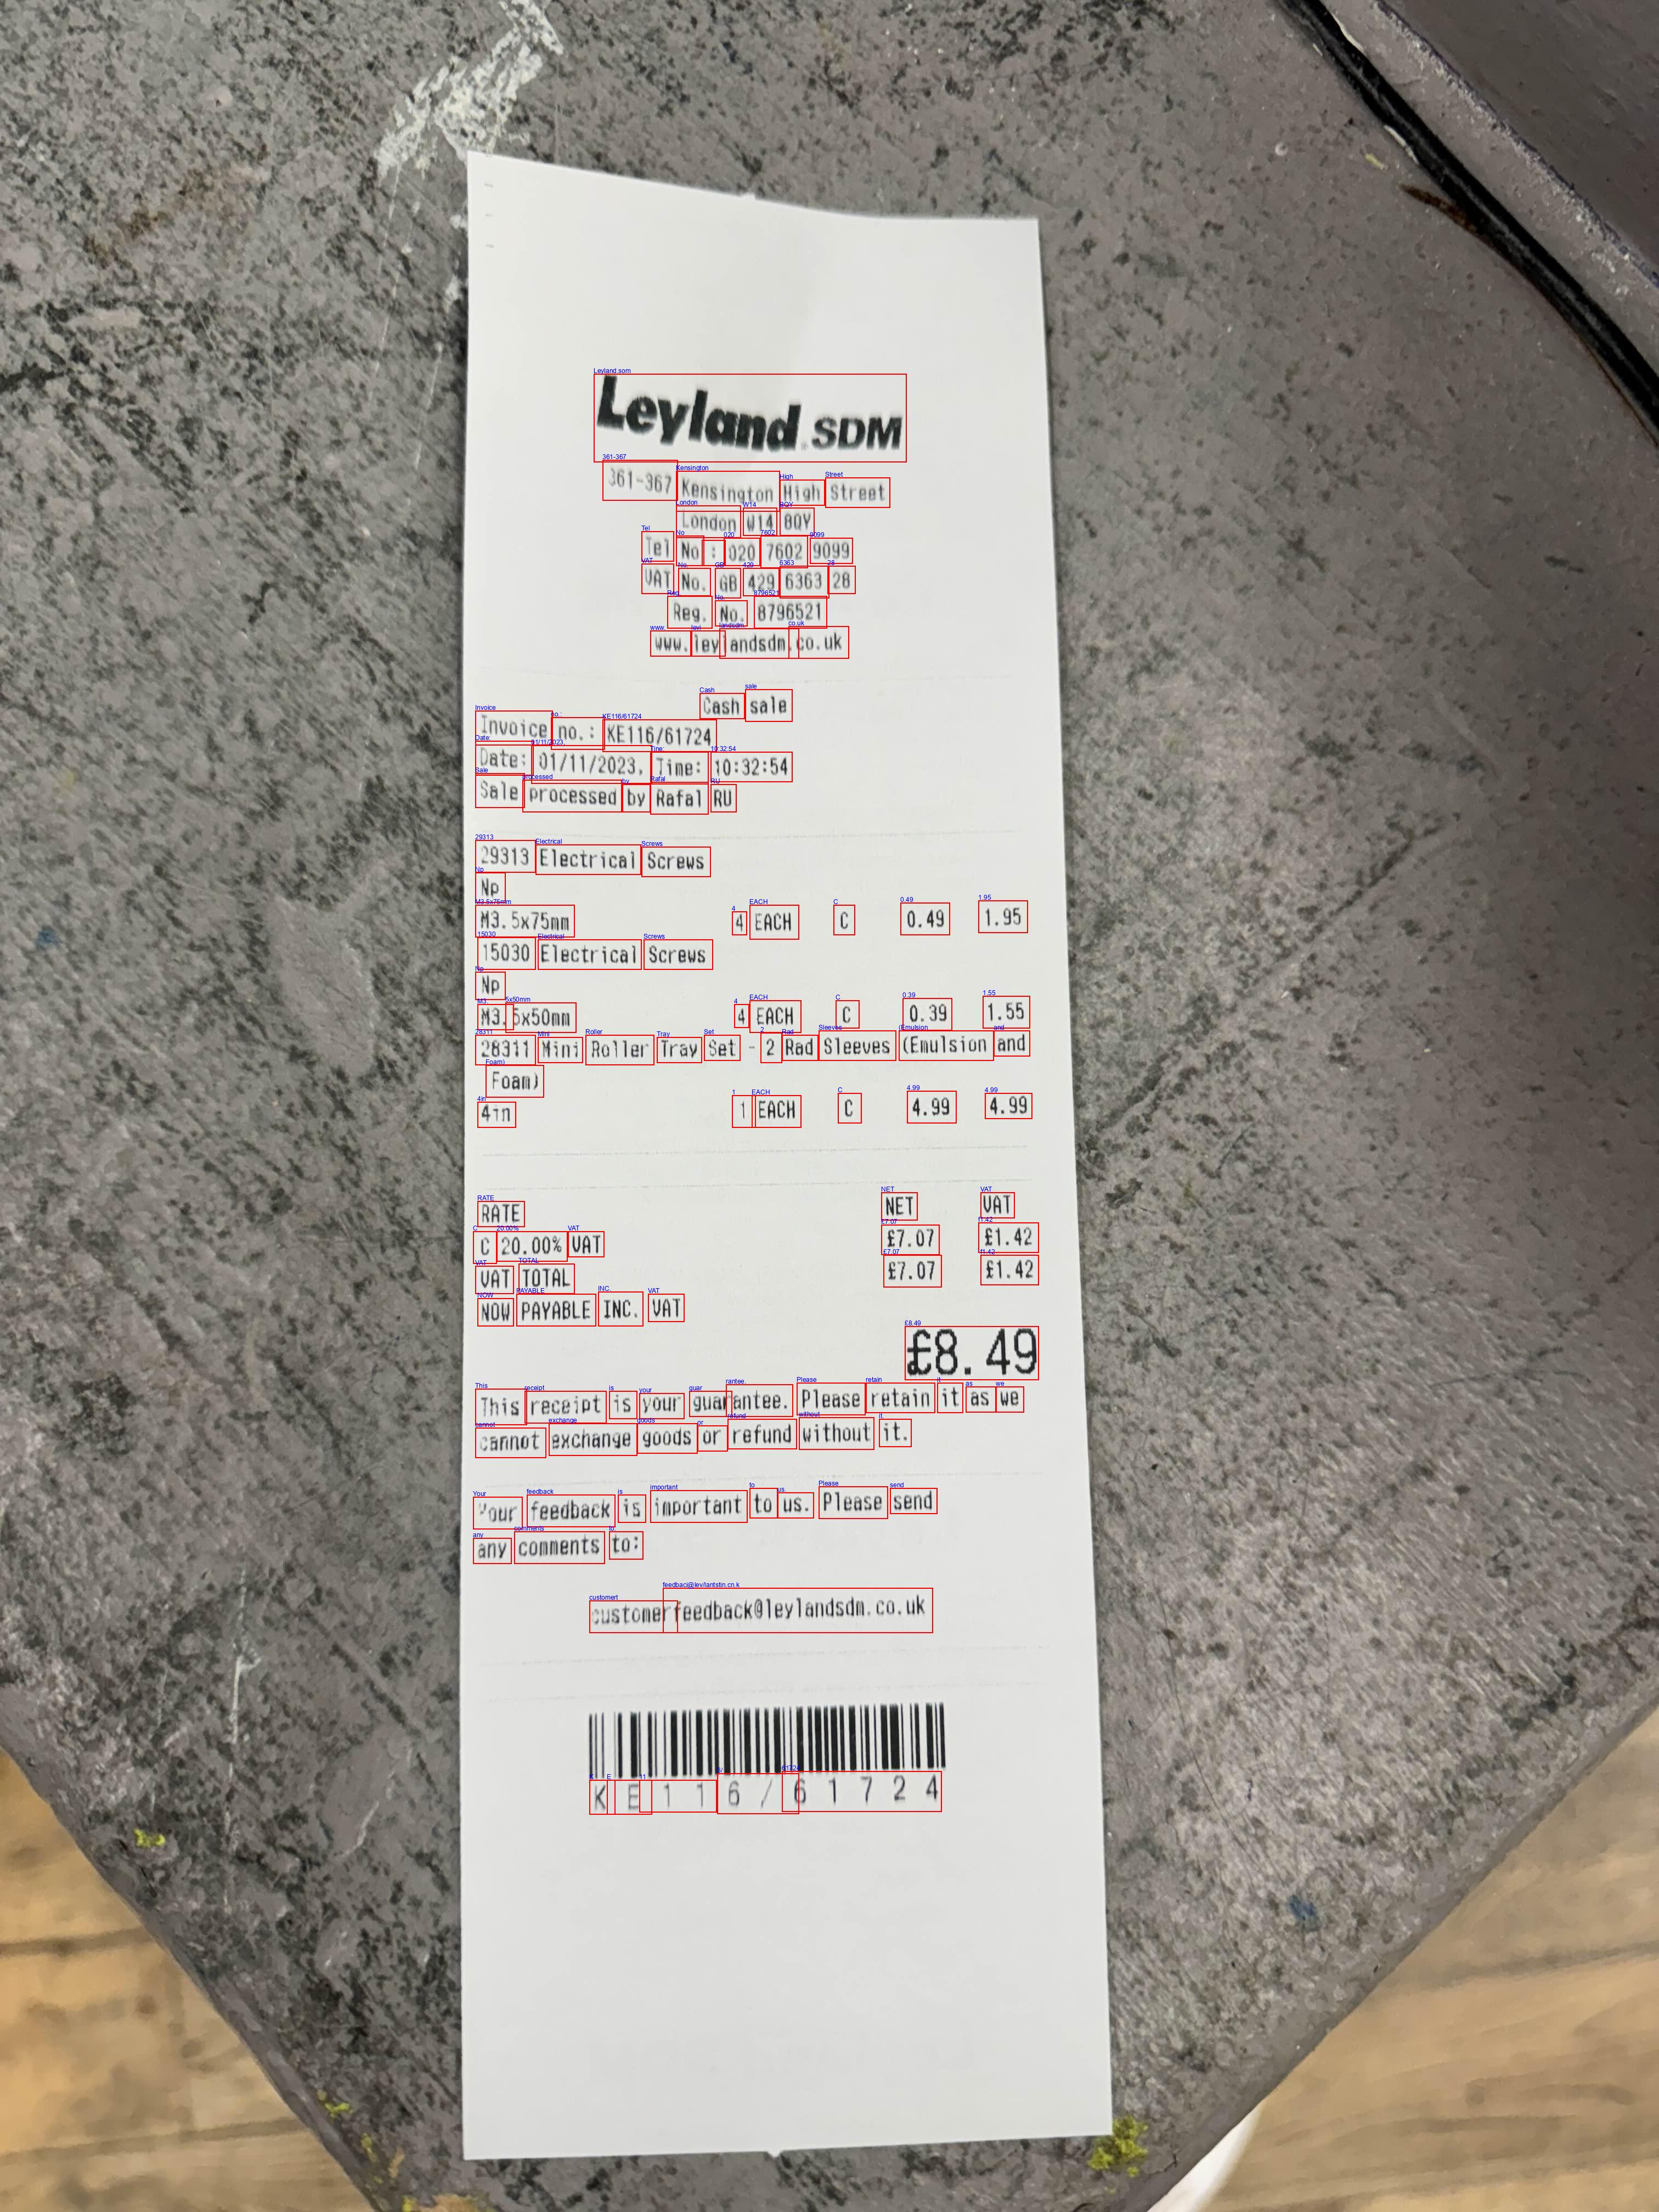 Leyland SDM
361-367 Kensington High Street
London W14 8QY
Tel No : 020 7602 9099
VAT No. GB 429 6363 28
Reg. No. 8796521
www.leylandsdm.co.uk
Cash sale
Invoice no.: KE116/61724
Date: 01/11/2023, Time: 10:32:54
Sale processed by Rafal RU
29313 Electrical Screws
Np
M3.5x75mm 4 EACH C 0.49 1.95
15030 Electrical Screws
Np
M3.5x50mm 4 EACH C 0.39 1.55
28311 Mini Roller Tray Set - 2 Rad Sleeves (Emulsion and
Foam)
4in 1 EACH C 4.99 4.99
RATE NET VAT
C 20.00% VAT £7.07 £1.42
VAT TOTAL £7.07 £1.42
NOW PAYABLE INC. VAT
£8.49
This receipt is your guarantee. Please retain it as we
cannot exchange goods or refund without it.
Your feedback is important to us. Please send
any comments to:
customerfeedback@leylandsdm.co.uk
KE116/61724